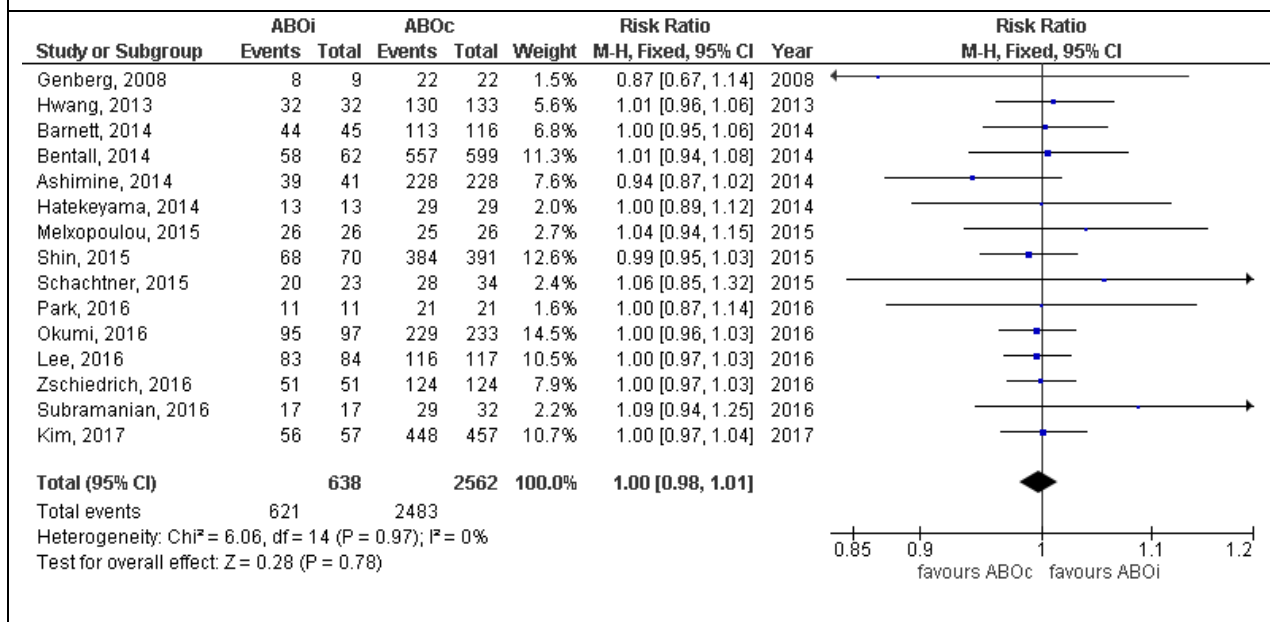 ABOi ABOc Risk Ratio Risk Ratio
Study or Subgroup Events Total Events Total Weight M-H, Fixed, 95% CI Year M-H, Fixed, 95% CI
Genberg, 2008 8 9 22 22 1.5% 0.87 [0.67, 1.14] 2008
Hwang, 2013 32 32 130 133 5.6% 1.01 [0.96, 1.06] 2013
Barnett, 2014 44 45 113 116 6.8% 1.00 [0.95, 1.06] 2014
Bentall, 2014 58 62 557 599 11.3% 1.01 [0.94, 1.08] 2014
Ashimine, 2014 39 41 228 228 7.6% 0.94 [0.87, 1.02] 2014
Hatekeyama, 2014 13 13 29 29 2.0% 1.00 [0.89, 1.12] 2014
Melxopoulou, 2015 26 26 25 26 2.7% 1.04 [0.94, 1.15] 2015
Shin, 2015 68 70 384 391 12.6% 0.99 [0.95, 1.03] 2015
Schachtner, 2015 20 23 28 34 2.4% 1.06 [0.85, 1.32] 2015
Park, 2016 11 11 21 21 1.6% 1.00 [0.87, 1.14] 2016
Okumi, 2016 95 97 229 233 14.5% 1.00 [0.96, 1.03] 2016
Lee, 2016 83 84 116 117 10.5% 1.00 [0.97, 1.03] 2016
Zschiedrich, 2016 51 51 124 124 7.9% 1.00 [0.97, 1.03] 2016
Subramanian, 2016 17 17 29 32 2.2% 1.09 [0.94, 1.25] 2016
Kim, 2017 56 57 448 457 10.7% 1.00 [0.97, 1.04] 2017
Total (95% CI) 638 2562 100.0% 1.00 [0.98, 1.01]
Total events 621 2483
Heterogeneity: Chi² = 6.06, df = 14 (P = 0.97); I² = 0%
Test for overall effect: Z = 0.28 (P = 0.78)
0.85 0.9 1 1.1 1.2
favours ABOc favours ABOi